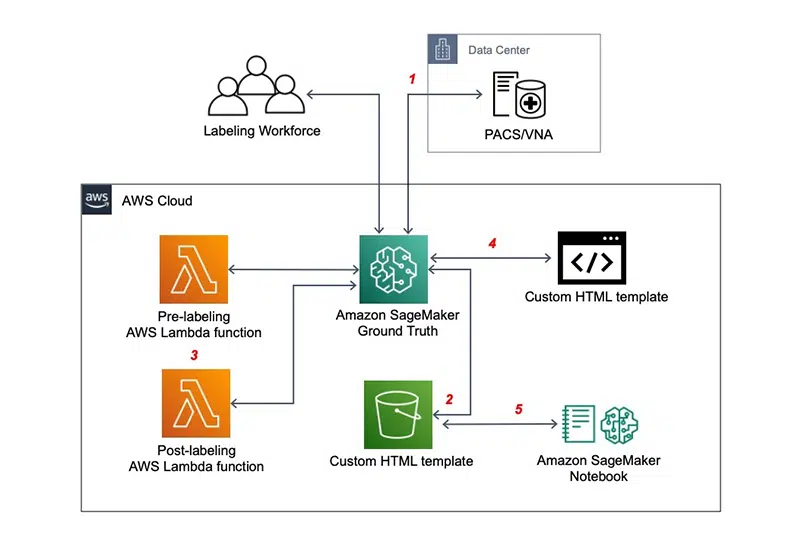 Data Center
1
PACS/VNA
Labeling Workforce
aws
AWS Cloud
4
</>
Custom HTML template
Pre-labeling
AWS Lambda function
Amazon SageMaker
Ground Truth
3
2
5
Post-labeling
AWS Lambda function
Custom HTML template
Amazon SageMaker
Notebook